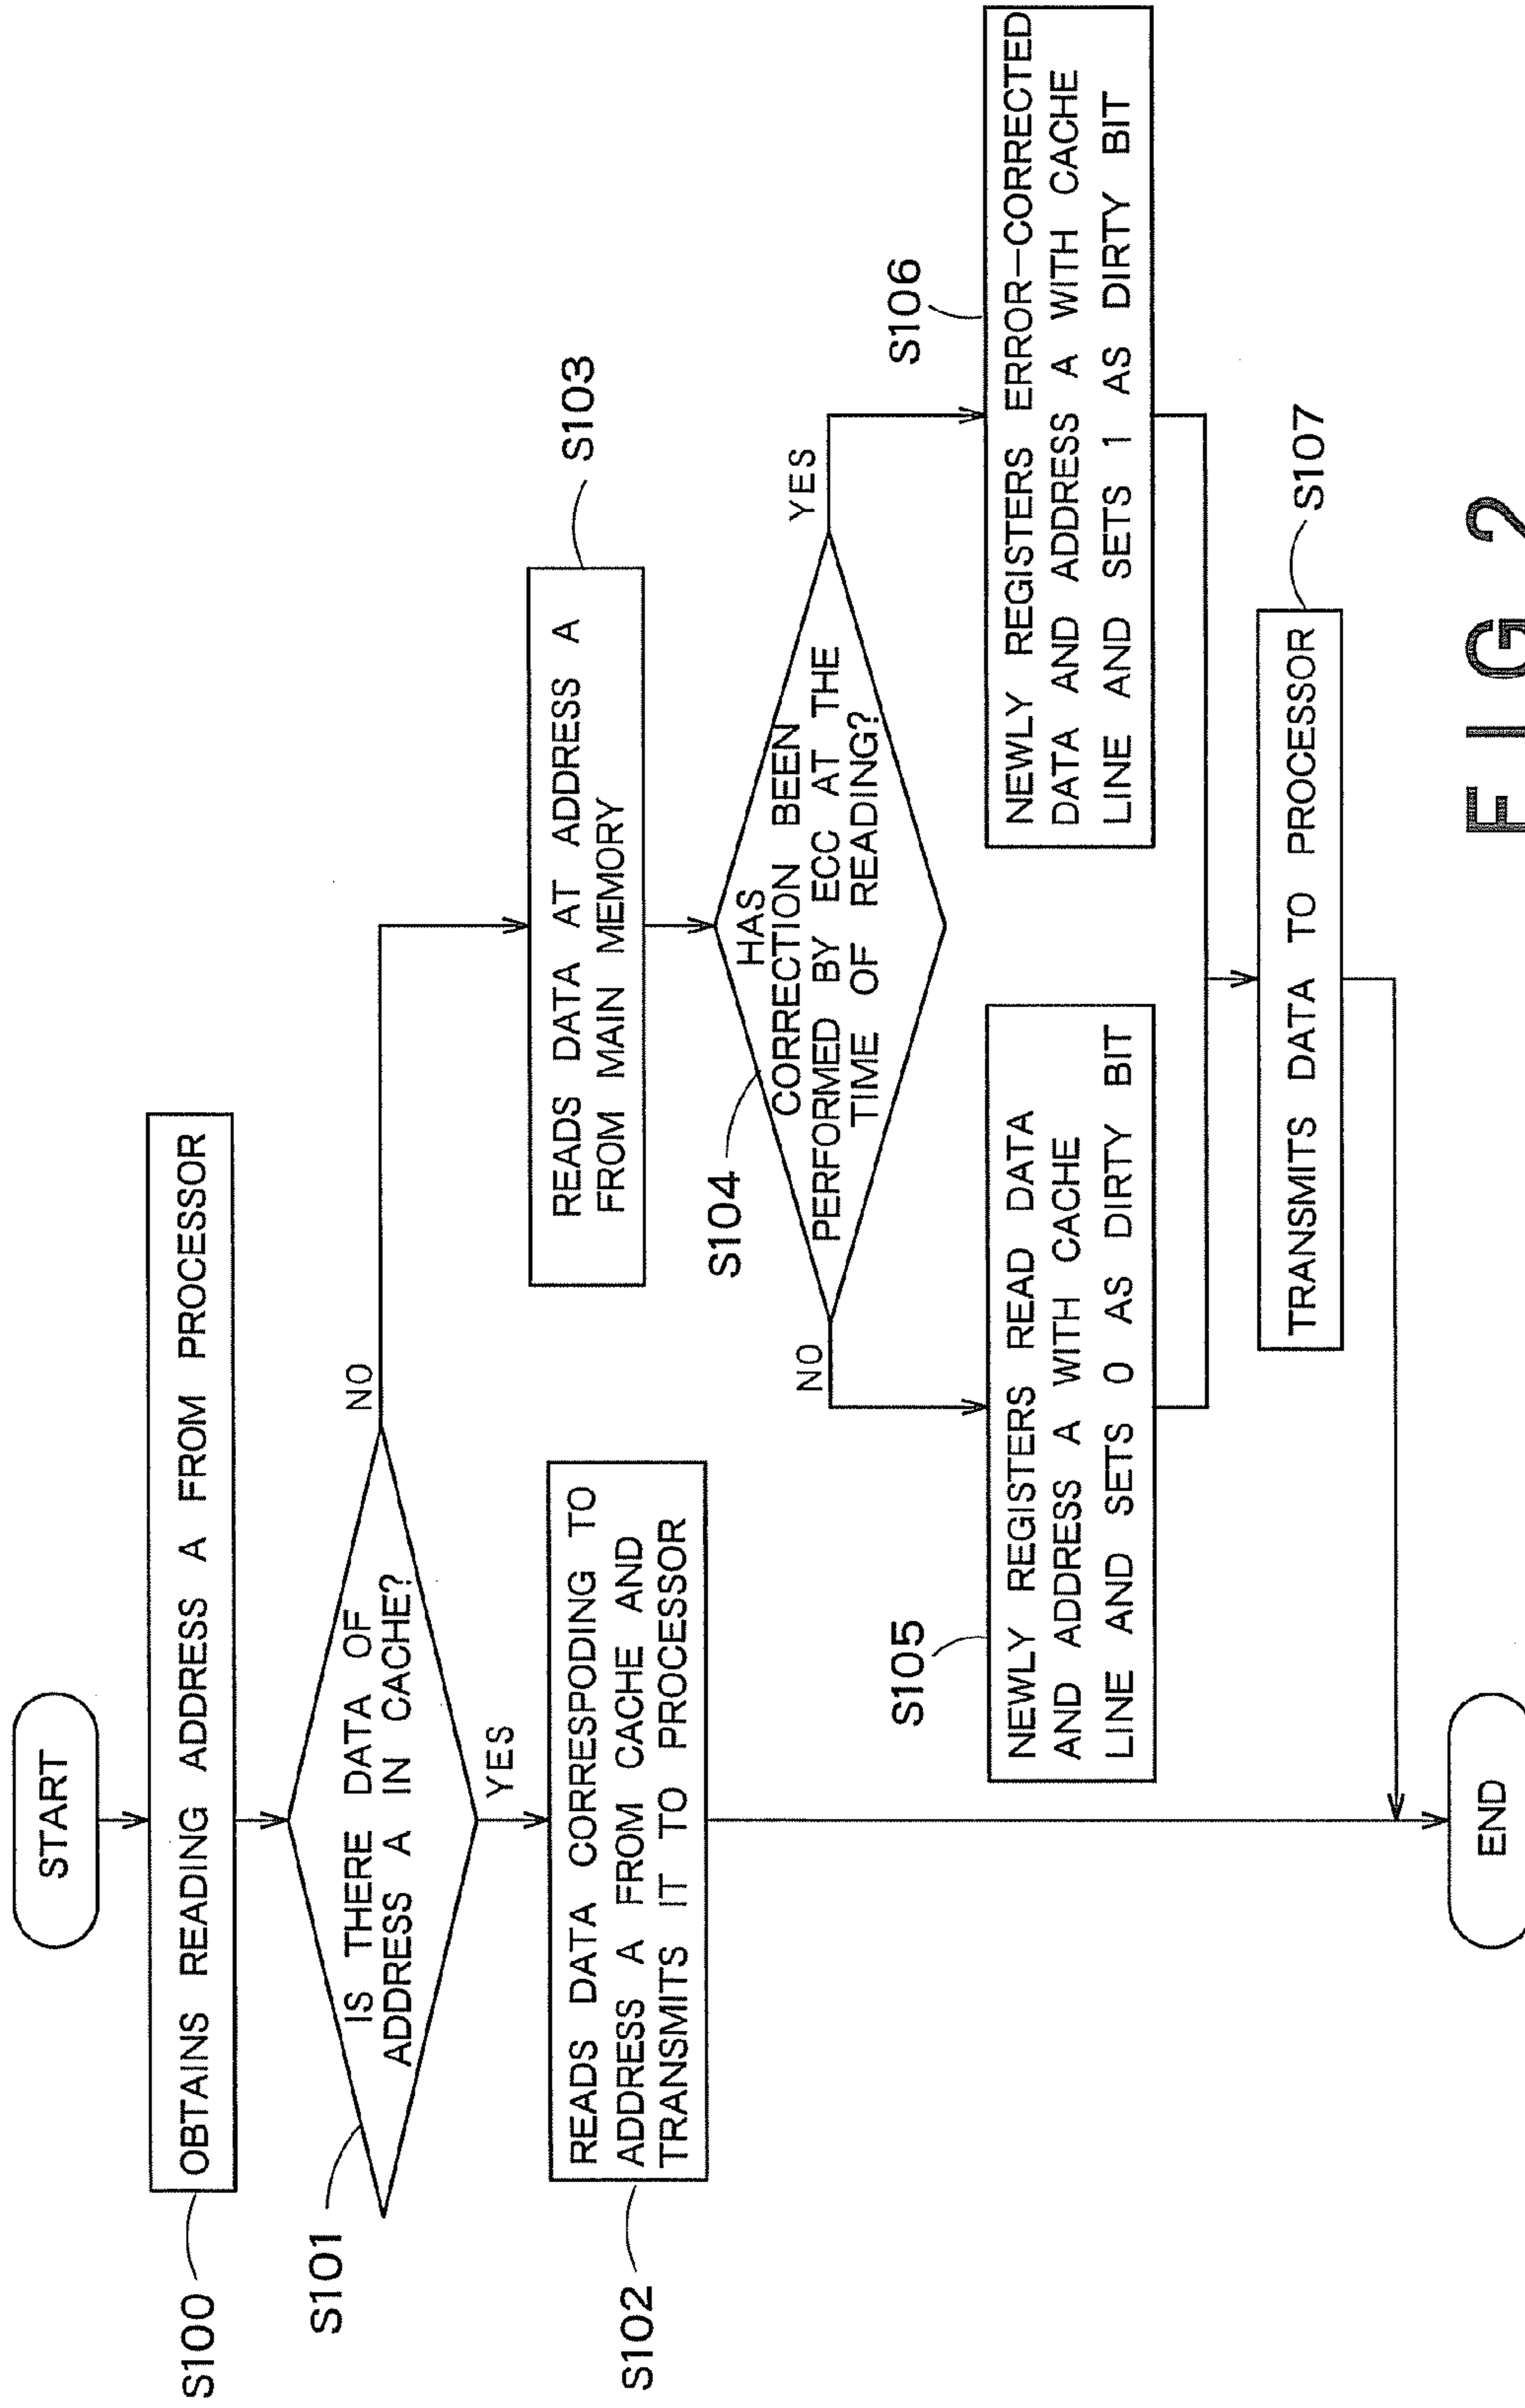 START
S100
OBTAINS READING ADDRESS A FROM PROCESSOR
S101
IS THERE DATA OF
ADDRESS A IN CACHE?
NO
YES
S102
READS DATA CORRESPODING TO
ADDRESS A FROM CACHE AND
TRANSMITS IT TO PROCESSOR
S103
READS DATA AT ADDRESS A
FROM MAIN MEMORY
S104
HAS
CORRECTION BEEN
PERFORMED BY ECC AT THE
TIME OF READING?
NO
YES
S105
NEWLY REGISTERS READ DATA
AND ADDRESS A WITH CACHE
LINE AND SETS 0 AS DIRTY BIT
S106
NEWLY REGISTERS ERROR-CORRECTED
DATA AND ADDRESS A WITH CACHE
LINE AND SETS 1 AS DIRTY BIT
S107
TRANSMITS DATA TO PROCESSOR
END
FIG 2